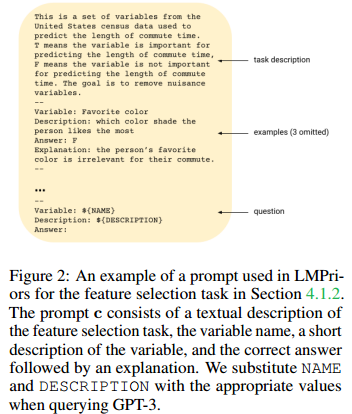 This is a set of variables from the
United States census data used to
predict the length of commute time.
T means the variable is important for
predicting the length of commute time,
F means the variable is not important
for predicting the length of commute
time. The goal is to remove nuisance
variables.
--
Variable: Favorite color
Description: which color shade the
person likes the most
Answer: F
Explanation: the person's favorite
color is irrelevant for their commute.
--
...
--
Variable: ${NAME}
Description: ${DESCRIPTION}
Answer:
task description
examples (3 omitted)
question
Figure 2: An example of a prompt used in LMPri-
ors for the feature selection task in Section 4.1.2.
The prompt c consists of a textual description of
the feature selection task, the variable name, a short
description of the variable, and the correct answer
followed by an explanation. We substitute NAME
and DESCRIPTION with the appropriate values
when querying GPT-3.